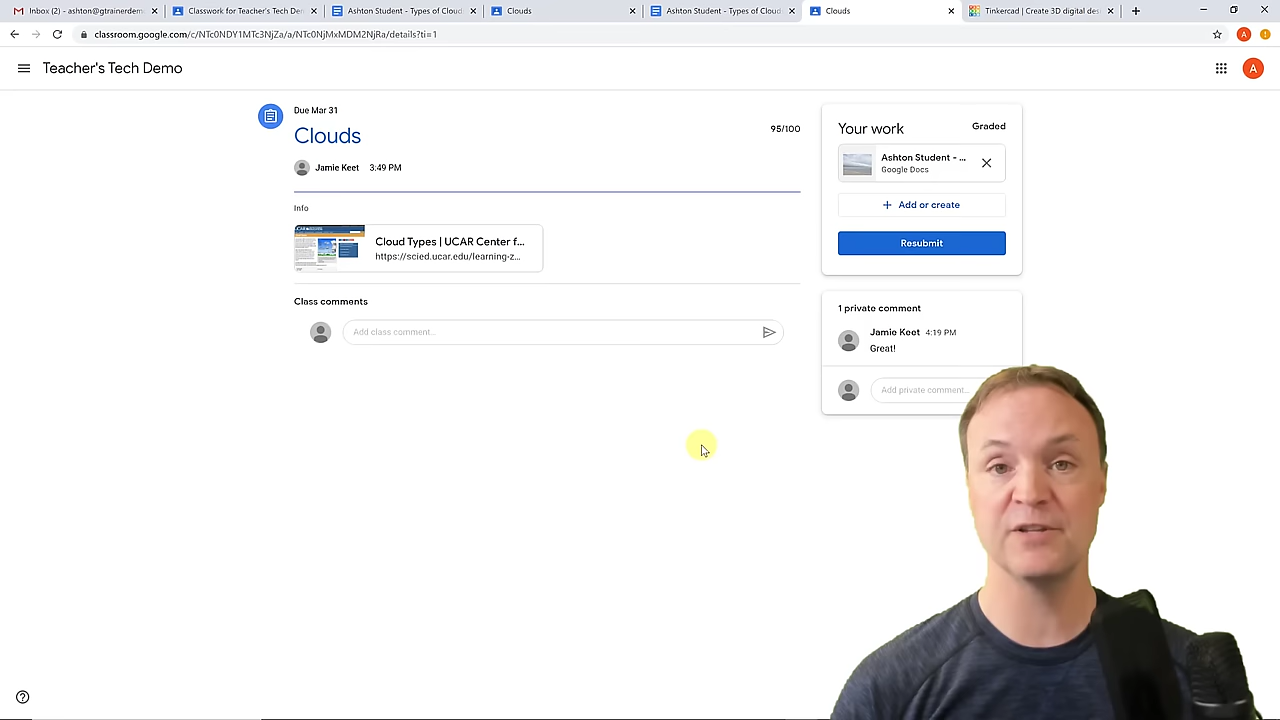 Inbox (2) - ashton@jprainerdemo
Classwork for Teacher's Tech Den
Ashton Student - Types of Cloud
Clouds
Ashton Student - Types of Clouds
Clouds
Tinkercad | Create 3D digital des
classroom.google.com/c/NTc0NDY1MTc3NjZa/a/NTc0NjMxMDM2NjRa/details?ti=1
A
Teacher's Tech Demo
A
Due Mar 31
Clouds
95/100
Jamie Keet 3:49 PM
Info
Cloud Types | UCAR Center f...
https://scied.ucar.edu/learning-z...
Class comments
Add class comment...
Your work
Graded
Ashton Student - ...
Google Docs
+ Add or create
Resubmit
1 private comment
Jamie Keet 4:19 PM
Great!
Add private comment...